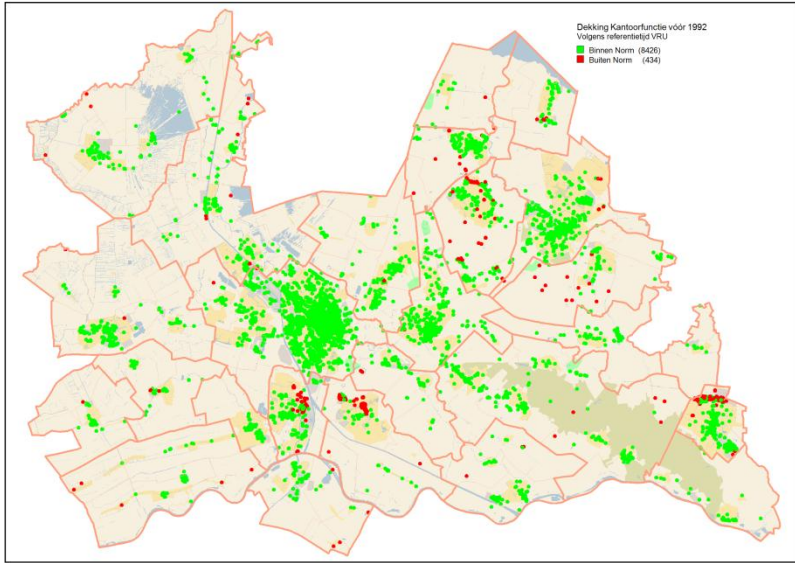 Dekking Kantoorfunctie vóór 1992
Volgens referentietijd VRU
Binnen Norm (8426)
Buiten Norm (434)